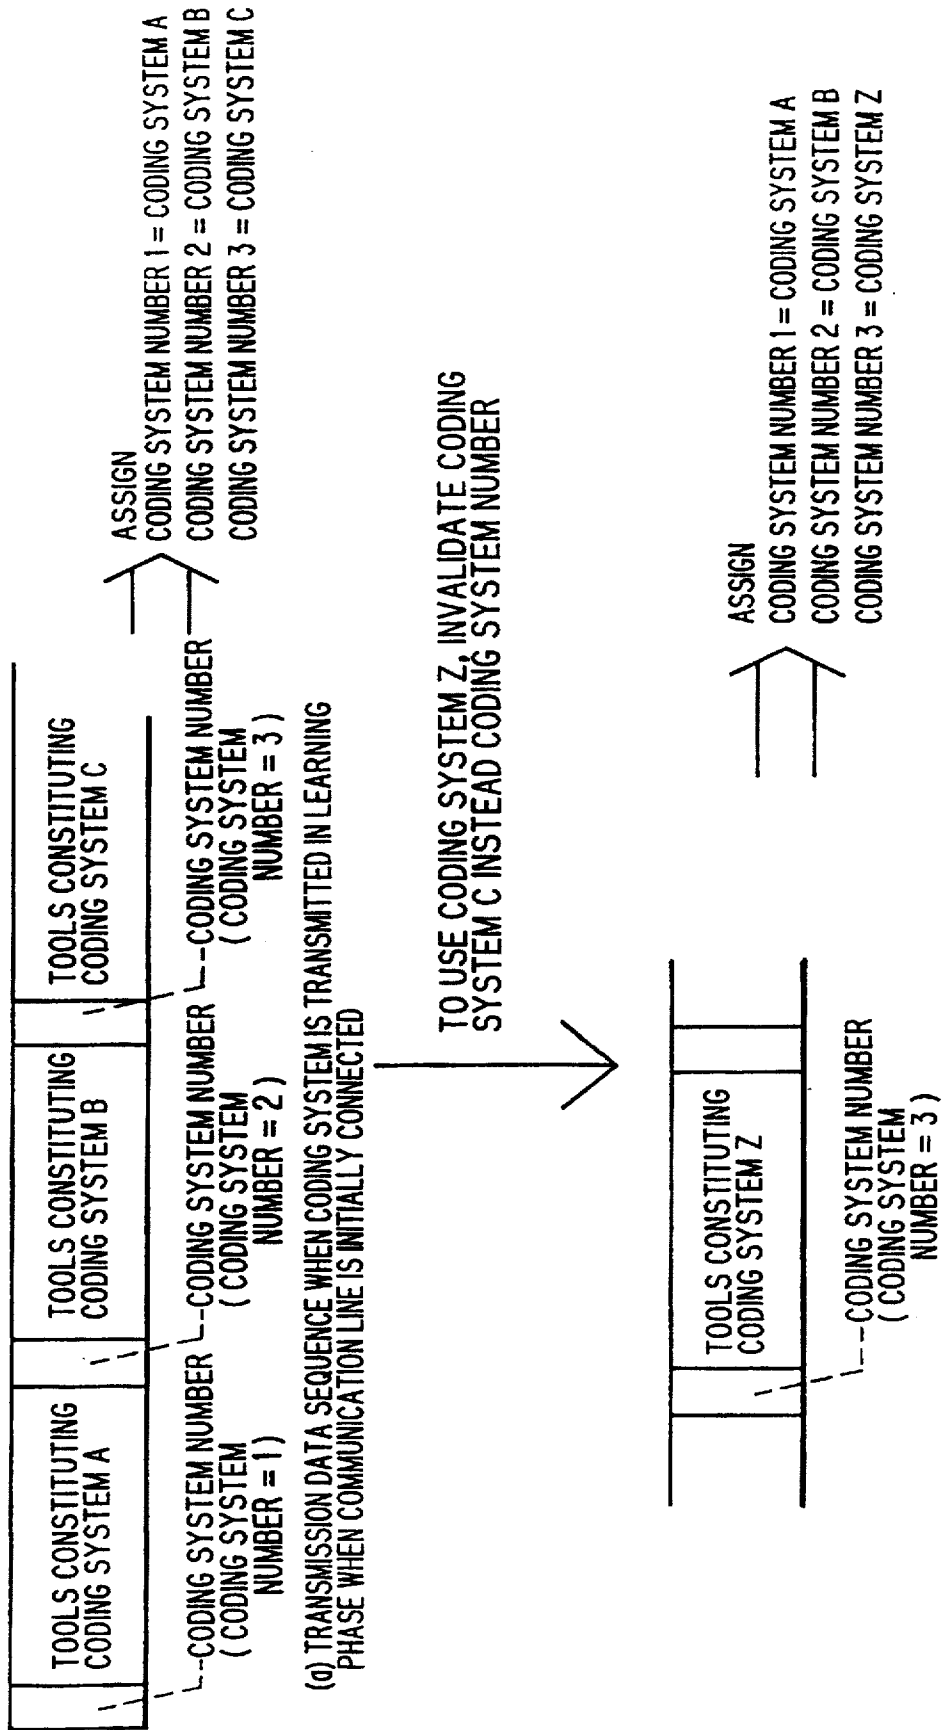 TOOLS CONSTITUTING
CODING SYSTEM A
TOOLS CONSTITUTING
CODING SYSTEM B
TOOLS CONSTITUTING
CODING SYSTEM C
CODING SYSTEM NUMBER
(CODING SYSTEM
NUMBER = 1)
CODING SYSTEM NUMBER
(CODING SYSTEM
NUMBER = 2)
CODING SYSTEM NUMBER
(CODING SYSTEM
NUMBER = 3)
ASSIGN
CODING SYSTEM NUMBER 1 = CODING SYSTEM A
CODING SYSTEM NUMBER 2 = CODING SYSTEM B
CODING SYSTEM NUMBER 3 = CODING SYSTEM C
(a) TRANSMISSION DATA SEQUENCE WHEN CODING SYSTEM IS TRANSMITTED IN LEARNING
PHASE WHEN COMMUNICATION LINE IS INITIALLY CONNECTED
TO USE CODING SYSTEM Z, INVALIDATE CODING
SYSTEM C INSTEAD CODING SYSTEM NUMBER
TOOLS CONSTITUTING
CODING SYSTEM Z
CODING SYSTEM NUMBER
(CODING SYSTEM
NUMBER = 3)
ASSIGN
CODING SYSTEM NUMBER 1 = CODING SYSTEM A
CODING SYSTEM NUMBER 2 = CODING SYSTEM B
CODING SYSTEM NUMBER 3 = CODING SYSTEM Z